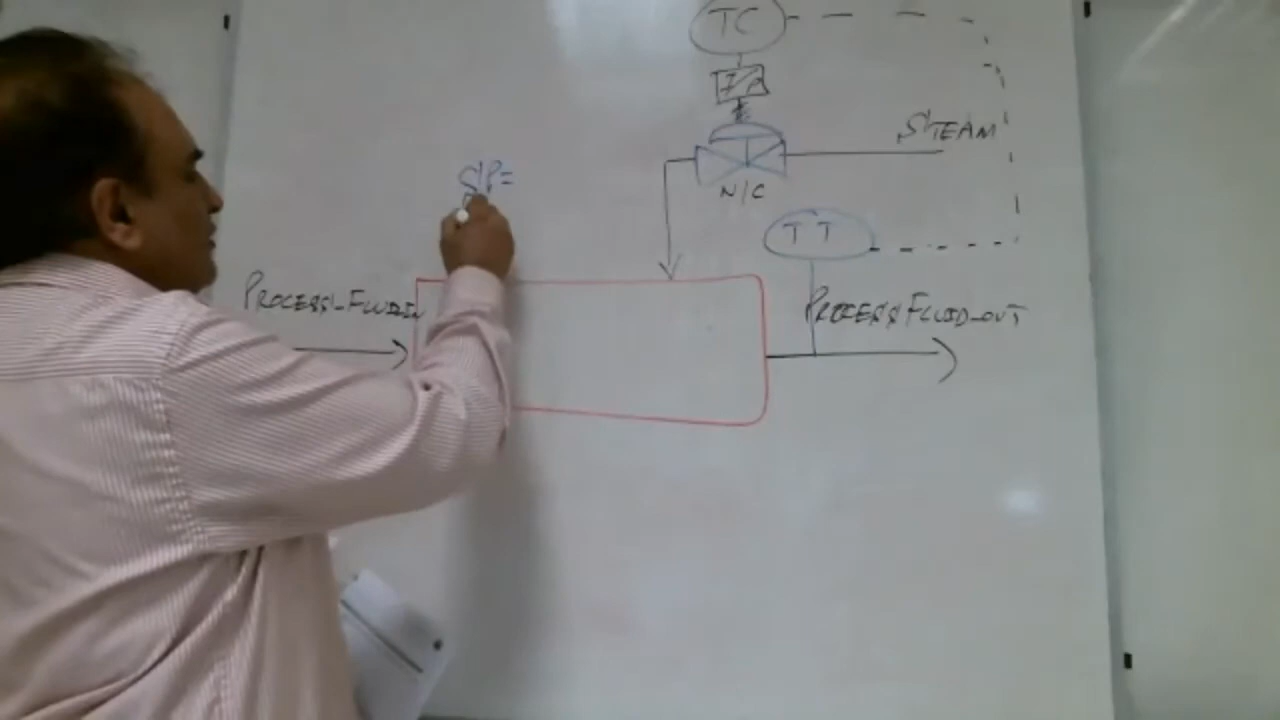 TC
I/P
STEAM
SP=
N/C
TT
PROCESS-FLUID IN
PROCESS FLUID-OUT